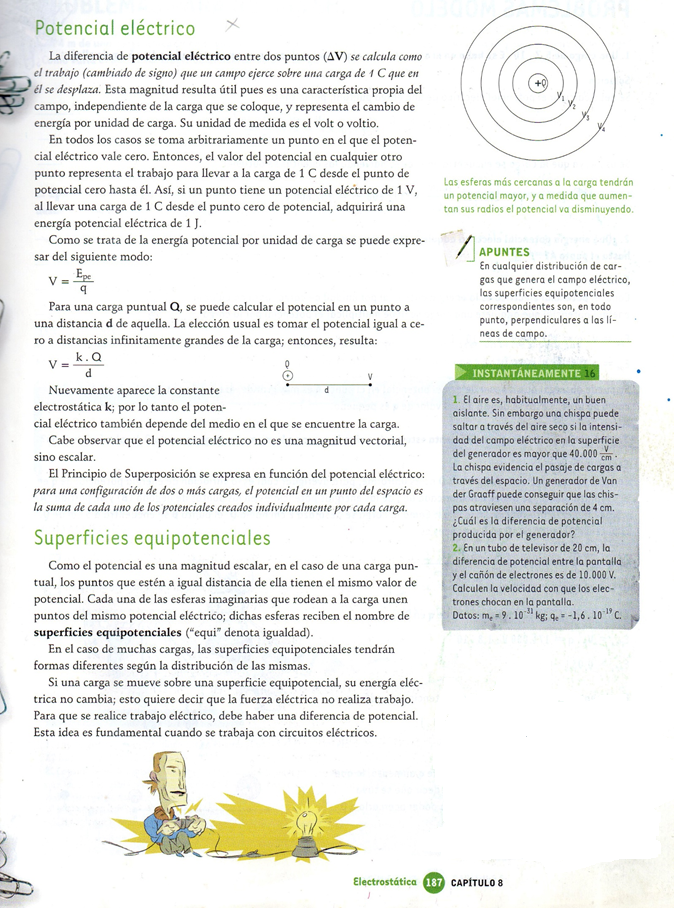 Potencial eléctrico
La diferencia de potencial eléctrico entre dos puntos (ΔV) se calcula como
el trabajo (cambiado de signo) que un campo ejerce sobre una carga de 1 C que en
él se desplaza. Esta magnitud resulta útil pues es una característica propia del
campo, independiente de la carga que se coloque, y representa el cambio de
energía por unidad de carga. Su unidad de medida es el volt o voltio.
En todos los casos se toma arbitrariamente un punto en el que el poten-
cial eléctrico vale cero. Entonces, el valor del potencial en cualquier otro
punto representa el trabajo para llevar a la carga de 1 C desde el punto de
potencial cero hasta él. Así, si un punto tiene un potencial eléctrico de 1 V,
al llevar una carga de 1 C desde el punto cero de potencial, adquirirá una
energía potencial eléctrica de 1 J.
Como se trata de la energía potencial por unidad de carga se puede expre-
sar del siguiente modo:
V = Epe / q
Para una carga puntual Q, se puede calcular el potencial en un punto a
una distancia d de aquella. La elección usual es tomar el potencial igual a ce-
ro a distancias infinitamente grandes de la carga; entonces, resulta:
V = k . Q / d
Q
+
V
d
Nuevamente aparece la constante
electrostática k; por lo tanto el poten-
cial eléctrico también depende del medio en el que se encuentre la carga.
Cabe observar que el potencial eléctrico no es una magnitud vectorial,
sino escalar.
El Principio de Superposición se expresa en función del potencial eléctrico:
para una configuración de dos o más cargas, el potencial en un punto del espacio es
la suma de cada uno de los potenciales creados individualmente por cada carga.
Superficies equipotenciales
Como el potencial es una magnitud escalar, en el caso de una carga pun-
tual, los puntos que estén a igual distancia de ella tienen el mismo valor de
potencial. Cada una de las esferas imaginarias que rodean a la carga unen
puntos del mismo potencial eléctrico; dichas esferas reciben el nombre de
superficies equipotenciales (“equi” denota igualdad).
En el caso de muchas cargas, las superficies equipotenciales tendrán
formas diferentes según la distribución de las mismas.
Si una carga se mueve sobre una superficie equipotencial, su energía eléc-
trica no cambia; esto quiere decir que la fuerza eléctrica no realiza trabajo.
Para que se realice trabajo eléctrico, debe haber una diferencia de potencial.
Esta idea es fundamental cuando se trabaja con circuitos eléctricos.
+Q
V1
V2
V3
V4
Las esferas más cercanas a la carga tendrán
un potencial mayor, y a medida que aumen-
tan sus radios el potencial va disminuyendo.
APUNTES
En cualquier distribución de car-
gas que genera el campo eléctrico,
las superficies equipotenciales
correspondientes son, en todo
punto, perpendiculares a las lí-
neas de campo.
INSTANTÁNEAMENTE 16
1. El aire es, habitualmente, un buen
aislante. Sin embargo una chispa puede
saltar a través del aire seco si la intensi-
dad del campo eléctrico en la superficie
del generador es mayor que 40.000 V/cm.
La chispa evidencia el pasaje de cargas a
través del espacio. Un generador de Van
der Graaff puede conseguir que las chis-
pas atraviesen una separación de 4 cm.
¿Cuál es la diferencia de potencial
producida por el generador?
2. En un tubo de televisor de 20 cm, la
diferencia de potencial entre la pantalla
y el cañón de electrones es de 10.000 V.
Calculen la velocidad con que los elec-
trones chocan en la pantalla.
Datos: me = 9 . 10⁻³¹ kg; qe = –1,6 . 10⁻¹⁹ C.
Electrostática 187 CAPÍTULO 8